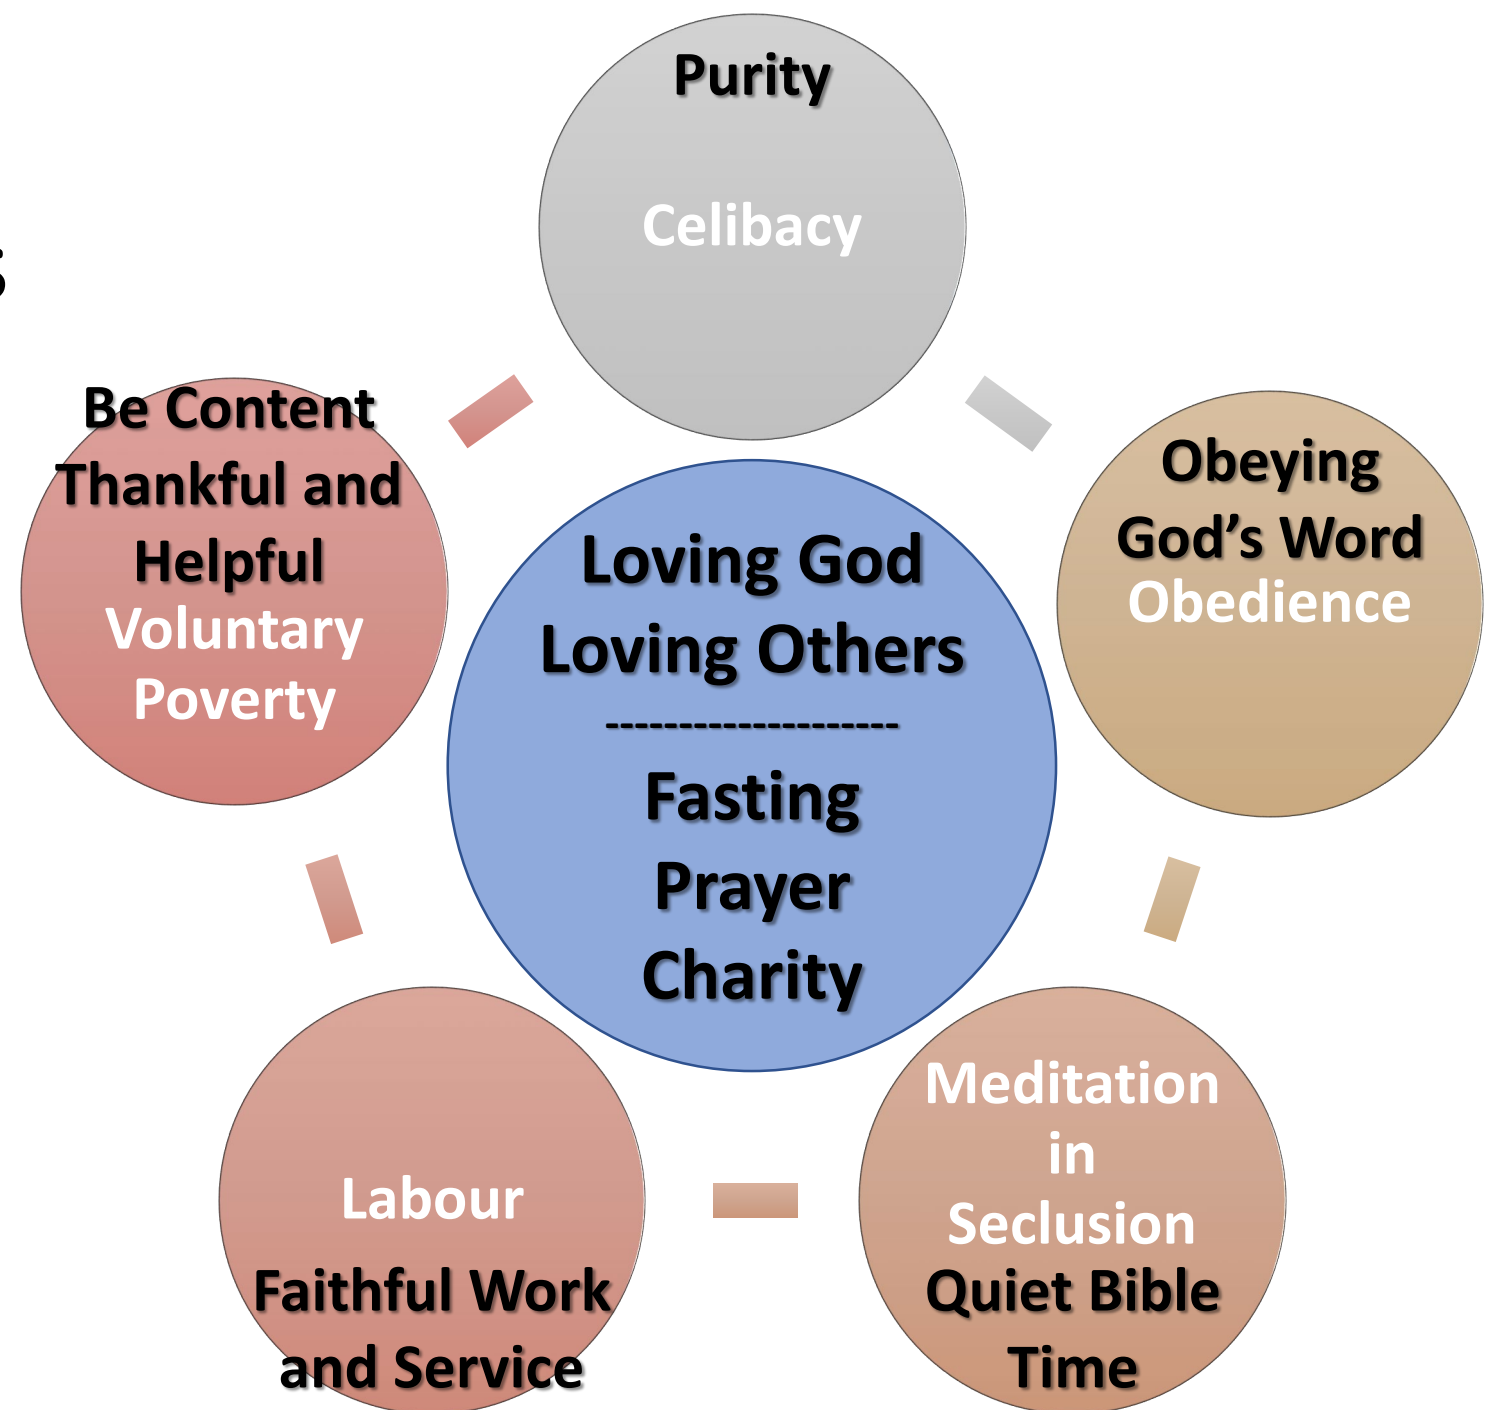 Purity
Celibacy
s
Be Content
Thankful and
Helpful
Voluntary
Poverty
Obeying
God’s Word
Obedience
Loving God
Loving Others
--------------------
Fasting
Prayer
Charity
Labour
Faithful Work
and Service
Meditation
in
Seclusion
Quiet Bible
Time